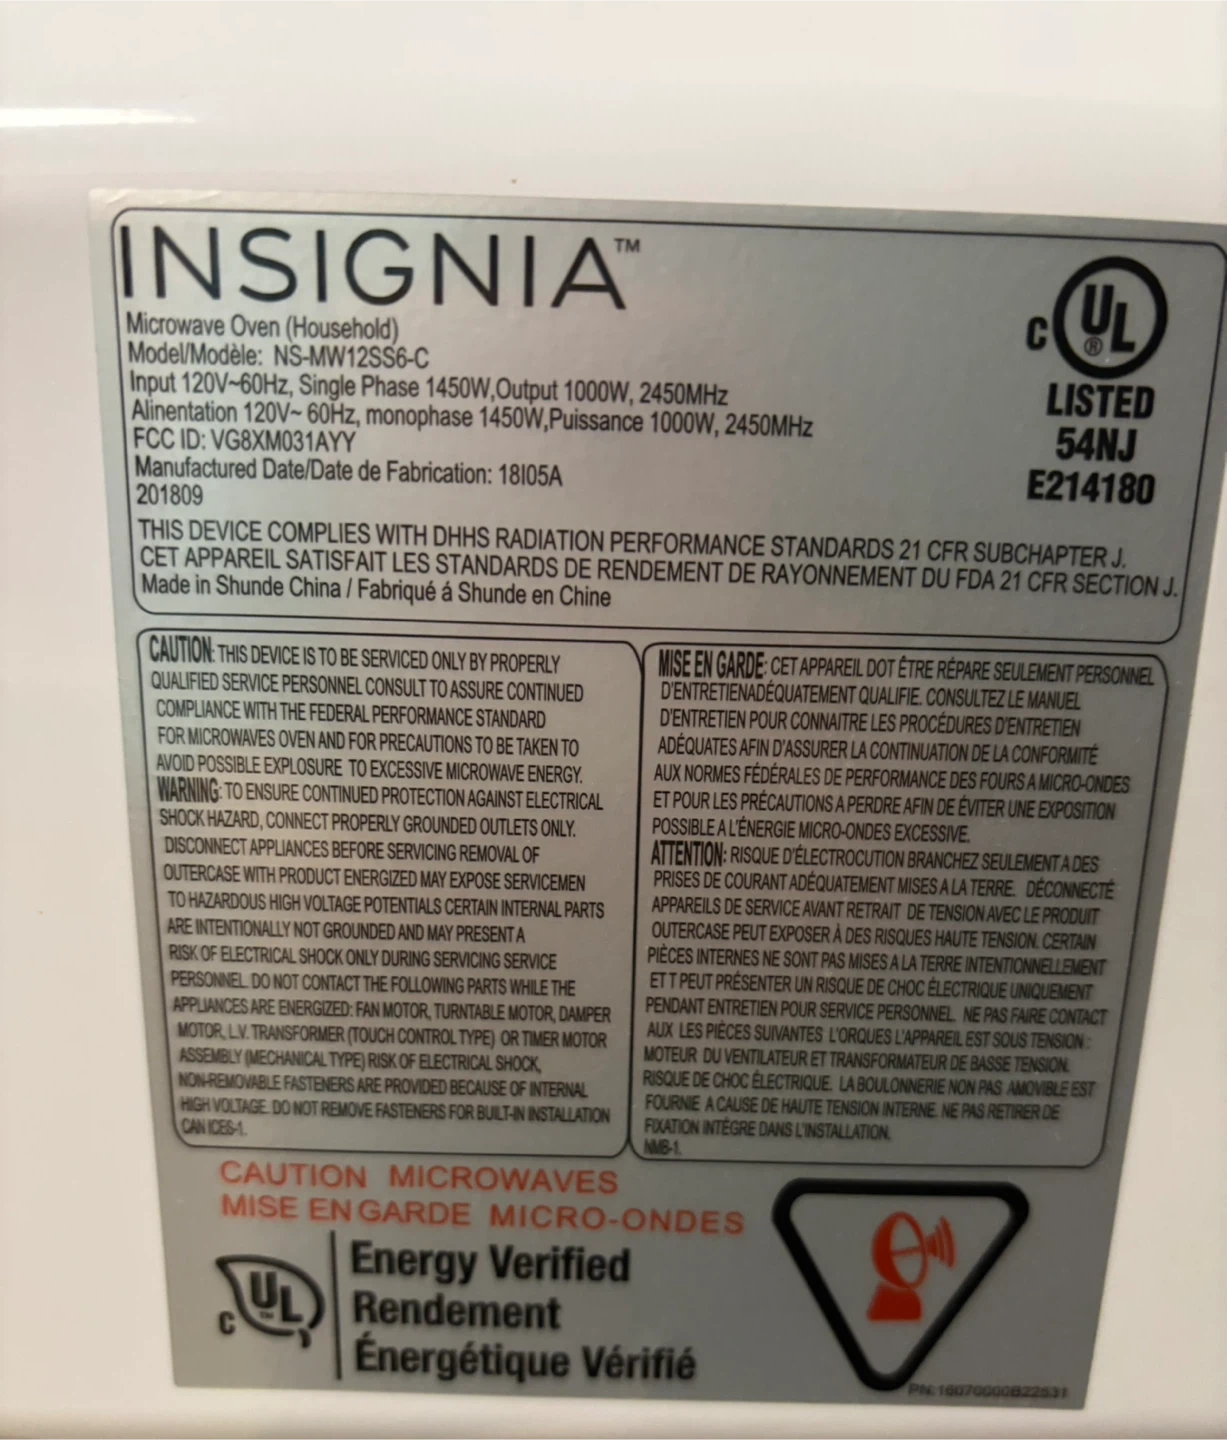 INSIGNIA™
Microwave Oven (Household)
Model/Modèle: NS-MW12SS6-C
Input 120V~60Hz, Single Phase 1450W,Output 1000W, 2450MHz
Alinentation 120V~ 60Hz, monophase 1450W,Puissance 1000W, 2450MHz
FCC ID: VG8XM031AYY
Manufactured Date/Date de Fabrication: 18I05A
201809
C UL ®
LISTED
54NJ
E214180
THIS DEVICE COMPLIES WITH DHHS RADIATION PERFORMANCE STANDARDS 21 CFR SUBCHAPTER J.
CET APPAREIL SATISFAIT LES STANDARDS DE RENDEMENT DE RAYONNEMENT DU FDA 21 CFR SECTION J.
Made in Shunde China / Fabriqué á Shunde en Chine
CAUTION: THIS DEVICE IS TO BE SERVICED ONLY BY PROPERLY
QUALIFIED SERVICE PERSONNEL CONSULT TO ASSURE CONTINUED
COMPLIANCE WITH THE FEDERAL PERFORMANCE STANDARD
FOR MICROWAVES OVEN AND FOR PRECAUTIONS TO BE TAKEN TO
AVOID POSSIBLE EXPLOSURE TO EXCESSIVE MICROWAVE ENERGY.
WARNING: TO ENSURE CONTINUED PROTECTION AGAINST ELECTRICAL
SHOCK HAZARD, CONNECT PROPERLY GROUNDED OUTLETS ONLY.
DISCONNECT APPLIANCES BEFORE SERVICING REMOVAL OF
OUTERCASE WITH PRODUCT ENERGIZED MAY EXPOSE SERVICEMEN
TO HAZARDOUS HIGH VOLTAGE POTENTIALS CERTAIN INTERNAL PARTS
ARE INTENTIONALLY NOT GROUNDED AND MAY PRESENT A
RISK OF ELECTRICAL SHOCK ONLY DURING SERVICING SERVICE
PERSONNEL. DO NOT CONTACT THE FOLLOWING PARTS WHILE THE
APPLIANCES ARE ENERGIZED: FAN MOTOR, TURNTABLE MOTOR, DAMPER
MOTOR, L.V. TRANSFORMER (TOUCH CONTROL TYPE) OR TIMER MOTOR
ASSEMBLY (MECHANICAL TYPE) RISK OF ELECTRICAL SHOCK,
NON-REMOVABLE FASTENERS ARE PROVIDED BECAUSE OF INTERNAL
HIGH VOLTAGE. DO NOT REMOVE FASTENERS FOR BUILT-IN INSTALLATION
CAN ICES-1.
MISE EN GARDE: CET APPAREIL DOT ÊTRE RÉPARE SEULEMENT PERSONNEL
D'ENTRETIENADÉQUATEMENT QUALIFIE. CONSULTEZ LE MANUEL
D'ENTRETIEN POUR CONNAITRE LES PROCÉDURES D'ENTRETIEN
ADÉQUATES AFIN D'ASSURER LA CONTINUATION DE LA CONFORMITÉ
AUX NORMES FÉDÉRALES DE PERFORMANCE DES FOURS A MICRO-ONDES
ET POUR LES PRÉCAUTIONS A PERDRE AFIN DE ÉVITER UNE EXPOSITION
POSSIBLE A L'ÉNERGIE MICRO-ONDES EXCESSIVE.
ATTENTION: RISQUE D'ÉLECTROCUTION BRANCHEZ SEULEMENT A DES
PRISES DE COURANT ADÉQUATEMENT MISES A LA TERRE. DÉCONNECTÉ
APPAREILS DE SERVICE AVANT RETRAIT DE TENSION AVEC LE PRODUIT
OUTERCASE PEUT EXPOSER À DES RISQUES HAUTE TENSION. CERTAIN
PIÈCES INTERNES NE SONT PAS MISES A LA TERRE INTENTIONNELLEMENT
ET T PEUT PRÉSENTER UN RISQUE DE CHOC ÉLECTRIQUE UNIQUEMENT
PENDANT ENTRETIEN POUR SERVICE PERSONNEL. NE PAS FAIRE CONTACT
AUX LES PIÈCES SUIVANTES L'ORQUES L'APPAREIL EST SOUS TENSION :
MOTEUR DU VENTILATEUR ET TRANSFORMATEUR DE BASSE TENSION.
RISQUE DE CHOC ÉLECTRIQUE. LA BOULONNERIE NON PAS AMOVIBLE EST
FOURNIE A CAUSE DE HAUTE TENSION INTERNE. NE PAS RETIRER DE
FIXATION INTÉGRE DANS L'INSTALLATION.
NMB-1.
CAUTION MICROWAVES
MISE EN GARDE MICRO-ONDES
C UL ™
Energy Verified
Rendement
Énergétique Vérifié
PN:16070000B22531